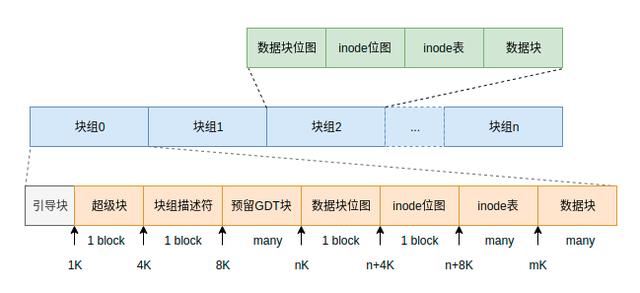 数据块位图 inode位图 inode表 数据块
块组0 块组1 块组2 ... 块组n
引导块 超级块 块组描述符 预留GDT块 数据块位图 inode位图 inode表 数据块
1 block 1 block many 1 block 1 block many many
1K 4K 8K nK n+4K n+8K mK